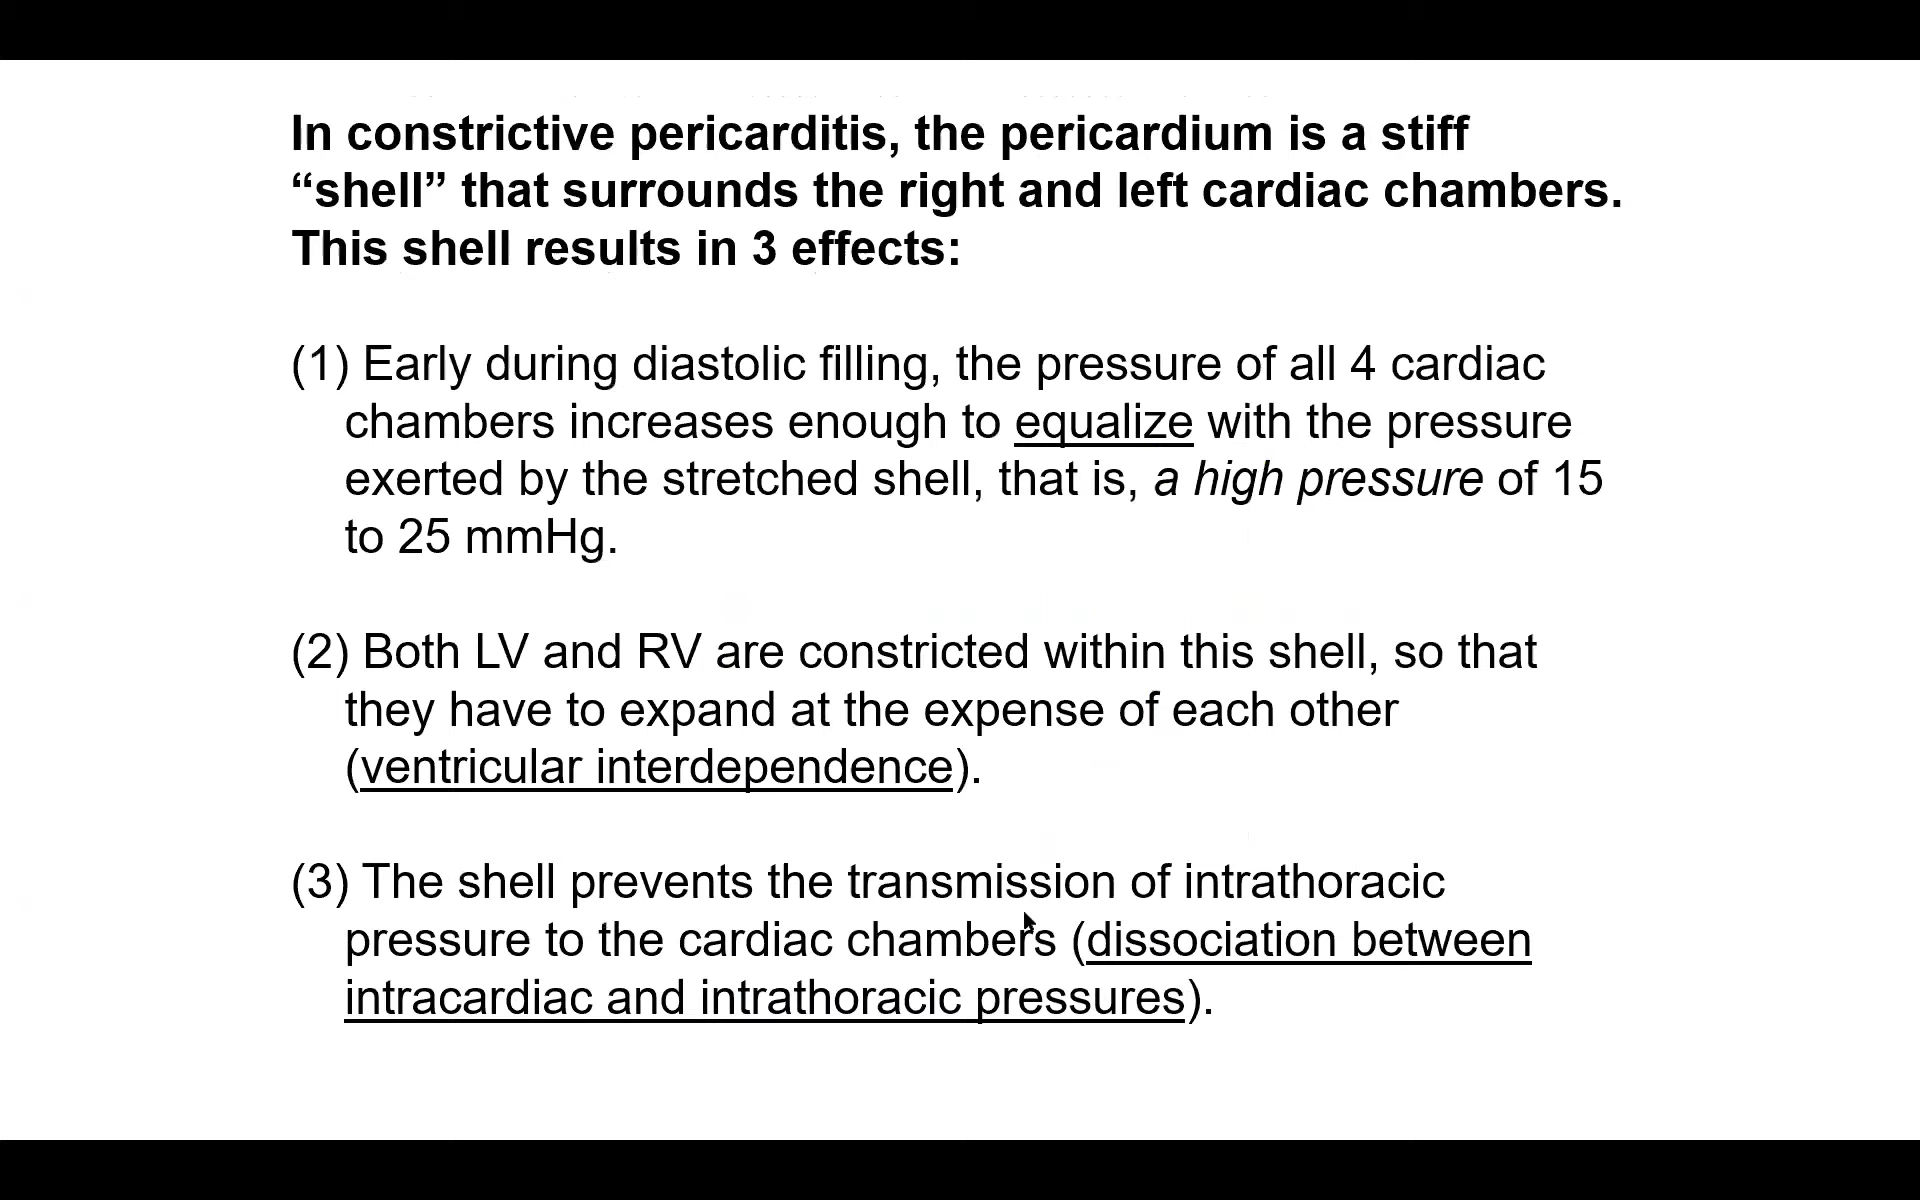 In constrictive pericarditis, the pericardium is a stiff
“shell” that surrounds the right and left cardiac chambers.
This shell results in 3 effects:
(1) Early during diastolic filling, the pressure of all 4 cardiac
chambers increases enough to equalize with the pressure
exerted by the stretched shell, that is, a high pressure of 15
to 25 mmHg.
(2) Both LV and RV are constricted within this shell, so that
they have to expand at the expense of each other
(ventricular interdependence).
(3) The shell prevents the transmission of intrathoracic
pressure to the cardiac chambers (dissociation between
intracardiac and intrathoracic pressures).